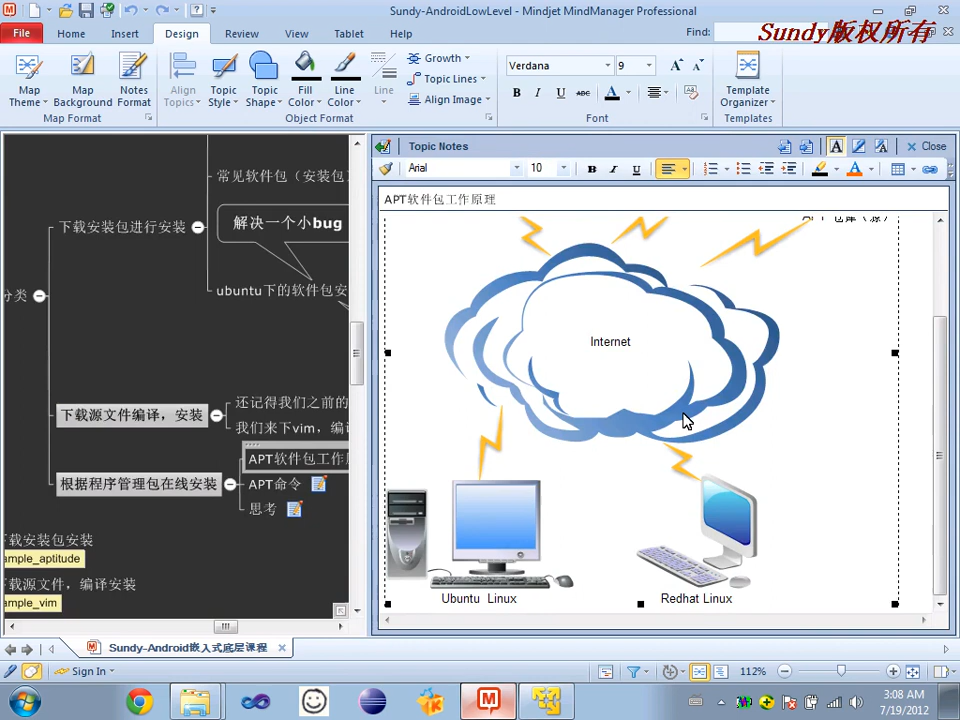 Sundy-AndroidLowLevel - Mindjet MindManager Professional
File
Home
Insert
Design
Review
View
Tablet
Help
Find:
Sundy版权所有
Map Theme
Map Background
Notes Format
Map Format
Align Topics
Topic Style
Topic Shape
Fill Color
Line Color
Line
Growth
Topic Lines
Align Image
Object Format
Verdana
9
B I U ABC A
Font
Template Organizer
Templates
常见软件包（安装包
下载安装包进行安装
解决一个小bug
ubuntu下的软件包安
分类
下载源文件编译，安装
还记得我们之前的
我们来下vim，编
根据程序管理包在线安装
APT软件包工作
APT命令
思考
下载安装包安装
ample_aptitude
下载源文件，编译安装
ample_vim
Topic Notes
Close
Arial
10
B I U
APT软件包工作原理
Internet
Ubuntu Linux
Redhat Linux
Sundy-Android嵌入式底层课程
Sign In
112%
3:08 AM
7/19/2012